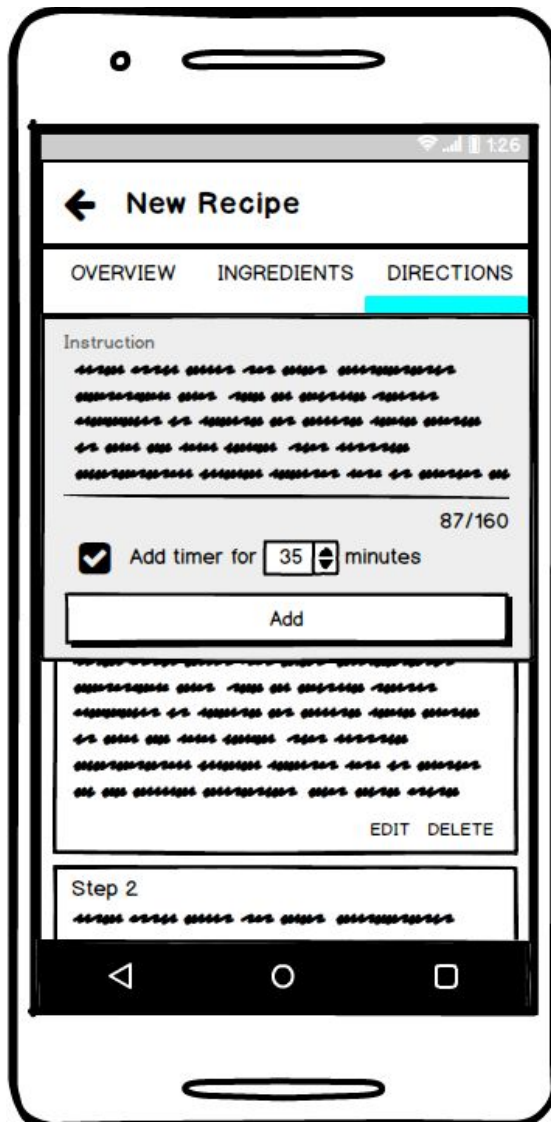 1:26
New Recipe
OVERVIEW INGREDIENTS DIRECTIONS
Instruction
87/160
Add timer for 35 minutes
Add
EDIT DELETE
Step 2